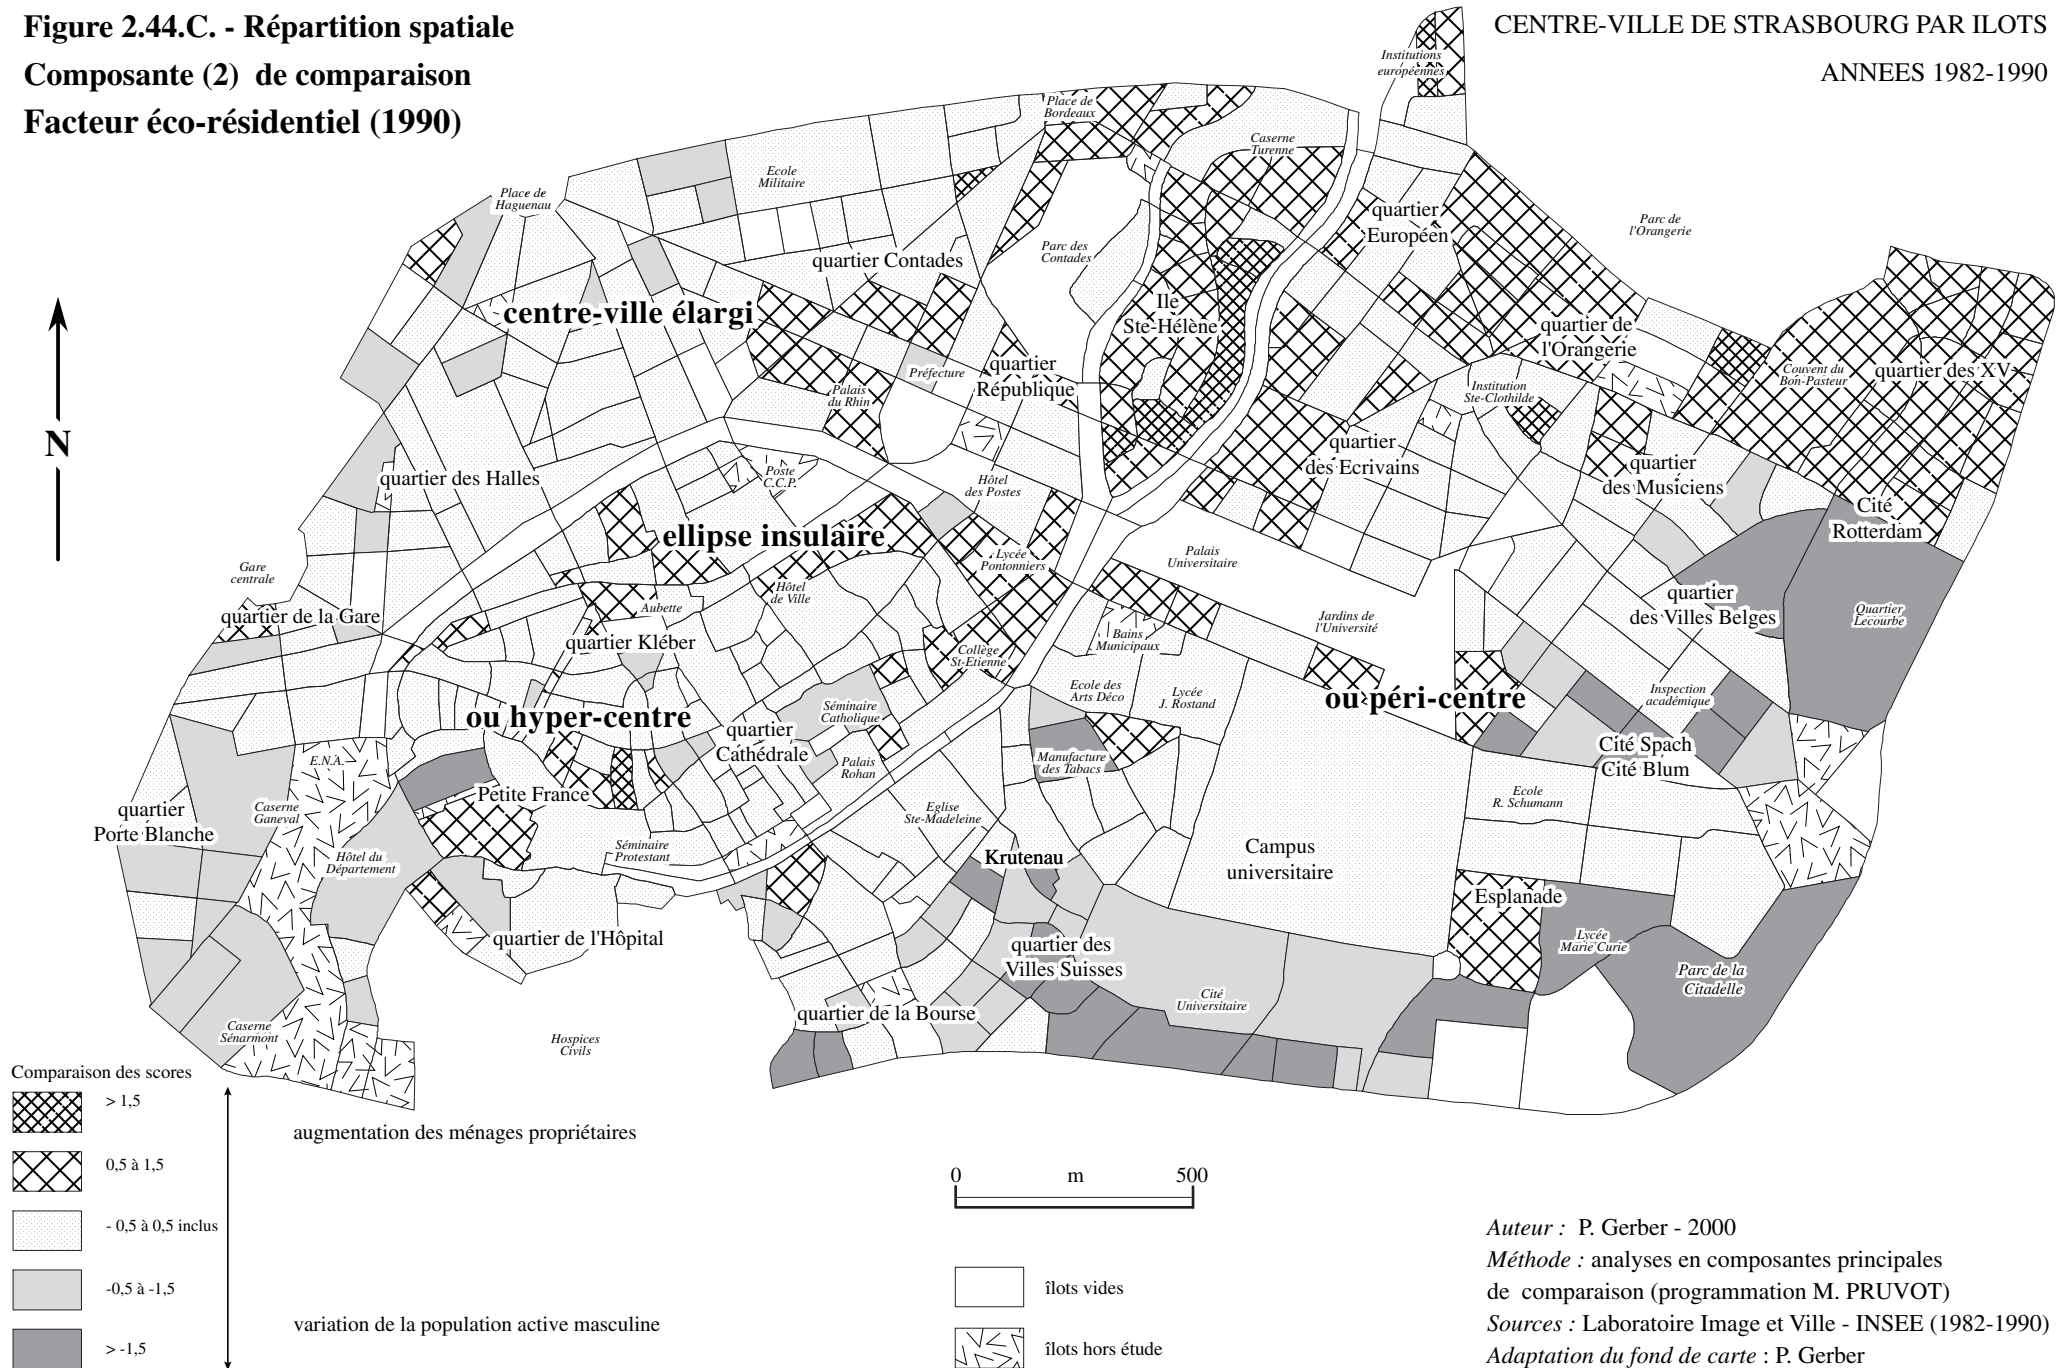 Figure 2.44.C. - Répartition spatiale
Composante (2) de comparaison
Facteur éco-résidentiel (1990)
CENTRE-VILLE DE STRASBOURG PAR ILOTS
ANNEES 1982-1990
Institutions
européennes
Place de
Bordeaux
Caserne
Turenne
Ecole
Militaire
Place de
Haguenau
quartier
Européen
Parc de
l'Orangerie
Parc des
Contades
quartier Contades
centre-ville élargi
Ile
Ste-Hélène
quartier de
l'Orangerie
quartier
République
Préfecture
Palais
du Rhin
Institution
Ste-Clothilde
Couvent du
Bon-Pasteur
quartier des XV
N
quartier
des Ecrivains
quartier
des Musiciens
quartier des Halles
Poste
C.C.P.
Hôtel
des Postes
Cité
Rotterdam
ellipse insulaire
Lycée
Pontonniers
Palais
Universitaire
Gare
centrale
Hôtel
de Ville
Aubette
quartier de la Gare
quartier Kléber
Jardins de
l'Université
quartier
des Villes Belges
Quartier
Lecourbe
Bains
Municipaux
Collège
St-Etienne
Ecole des
Arts Déco
Lycée
J. Rostand
ou péri-centre
Inspection
académique
ou hyper-centre
Séminaire
Catholique
quartier
Cathédrale
Palais
Rohan
Manufacture
des Tabacs
Cité Spach
Cité Blum
E.N.A.
Petite France
Caserne
Ganeval
quartier
Porte Blanche
Ecole
R. Schumann
Eglise
Ste-Madeleine
Séminaire
Protestant
Hôtel du
Département
Krutenau
Campus
universitaire
Esplanade
quartier de l'Hôpital
quartier des
Villes Suisses
Lycée
Marie Curie
Parc de la
Citadelle
Cité
Universitaire
quartier de la Bourse
Caserne
Sénarmont
Hospices
Civils
Comparaison des scores
> 1,5
0,5 à 1,5
- 0,5 à 0,5 inclus
-0,5 à -1,5
> -1,5
augmentation des ménages propriétaires
variation de la population active masculine
0 m 500
îlots vides
îlots hors étude
Auteur : P. Gerber - 2000
Méthode : analyses en composantes principales
de comparaison (programmation M. PRUVOT)
Sources : Laboratoire Image et Ville - INSEE (1982-1990)
Adaptation du fond de carte : P. Gerber